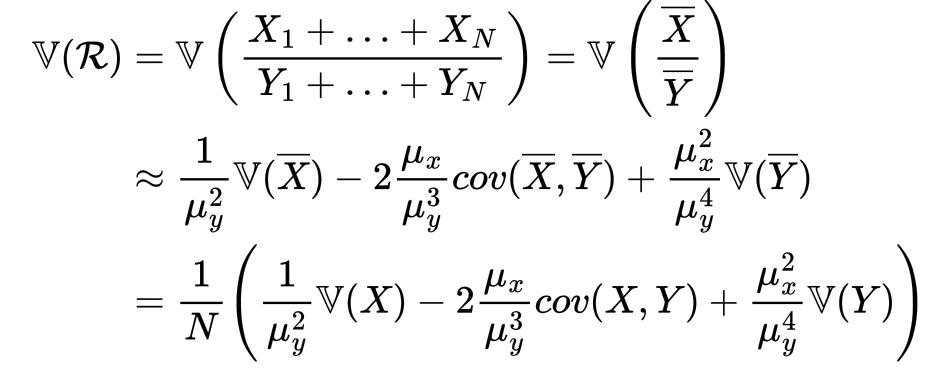 𝕍(𝓡) = 𝕍( (X₁ + … + X_N) / (Y₁ + … + Y_N) ) = 𝕍( X̅ / Y̅ )
≈ (1/μ_y²) 𝕍(X̅) − 2 (μ_x/μ_y³) cov(X̅, Y̅) + (μ_x²/μ_y⁴) 𝕍(Y̅)
= (1/N) ( (1/μ_y²) 𝕍(X) − 2 (μ_x/μ_y³) cov(X, Y) + (μ_x²/μ_y⁴) 𝕍(Y) )